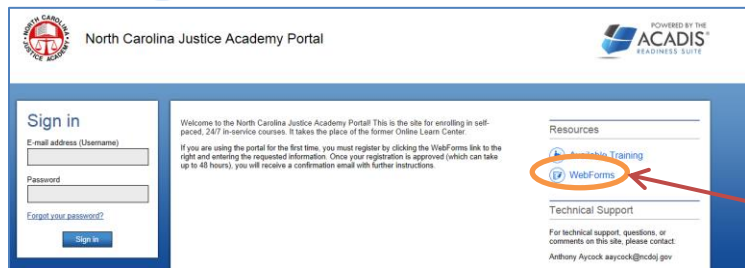 NORTH CAROLINA
JUSTICE ACADEMY
North Carolina Justice Academy Portal
POWERED BY THE
ACADIS®
READINESS SUITE
Sign in
E-mail address (Username)
Password
Forgot your password?
Sign in
Welcome to the North Carolina Justice Academy Portal! This is the site for enrolling in self-
paced, 24/7 in-service courses. It takes the place of the former Online Learn Center.
If you are using the portal for the first time, you must register by clicking the WebForms link to the
right and entering the requested information. Once your registration is approved (which can take
up to 48 hours), you will receive a confirmation email with further instructions.
Resources
Available Training
WebForms
Technical Support
For technical support, questions, or
comments on this site, please contact:
Anthony Aycock aaycock@ncdoj.gov